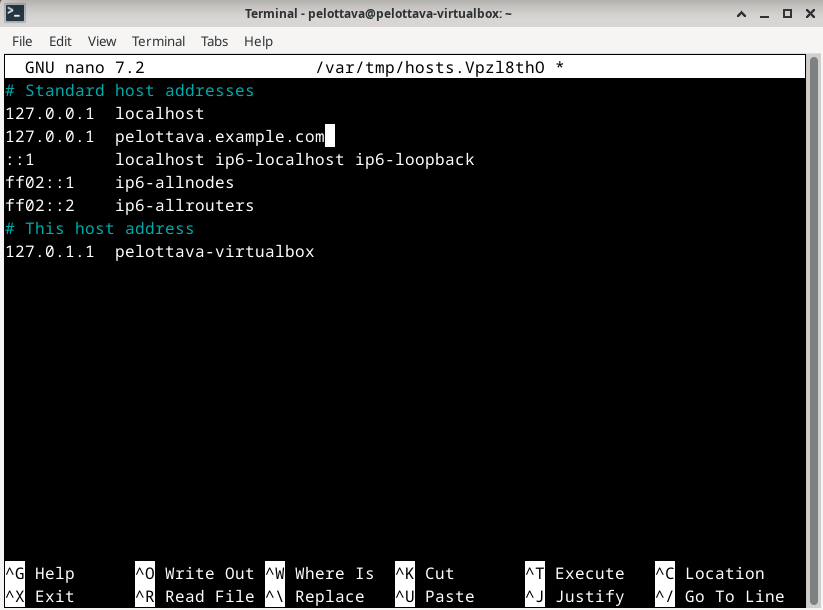 Terminal - pelottava@pelottava-virtualbox: ~
File Edit View Terminal Tabs Help
GNU nano 7.2 /var/tmp/hosts.Vpzl8thO *
# Standard host addresses
127.0.0.1 localhost
127.0.0.1 pelottava.example.com
::1 localhost ip6-localhost ip6-loopback
ff02::1 ip6-allnodes
ff02::2 ip6-allrouters
# This host address
127.0.1.1 pelottava-virtualbox
^G Help ^O Write Out ^W Where Is ^K Cut ^T Execute ^C Location
^X Exit ^R Read File ^\ Replace ^U Paste ^J Justify ^/ Go To Line